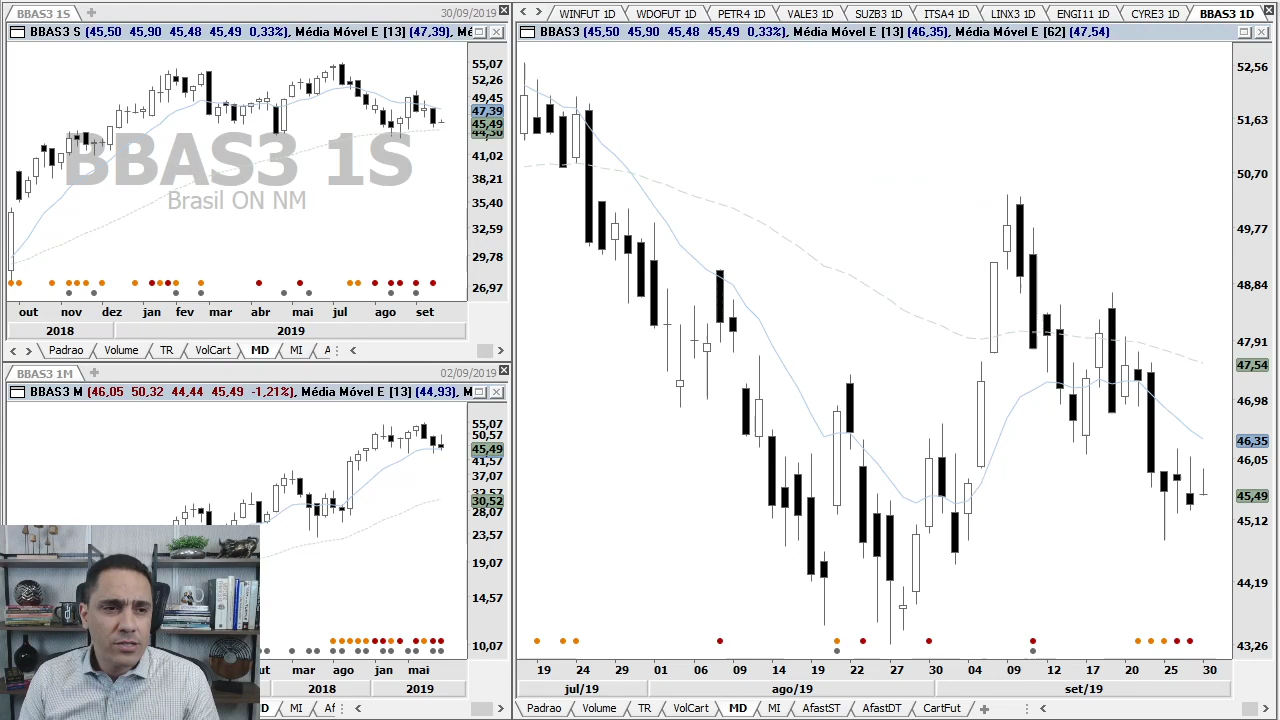 BBAS3 1S
30/09/2019
BBAS3 S (45,50 45,90 45,48 45,49 0,33%), Média Móvel E [13] (47,39), Mé
55,07
52,26
49,45
47,39
45,49
44,30
41,02
38,21
35,40
32,59
29,78
26,97
BBAS3 1S
Brasil ON NM
out nov dez jan fev mar abr mai jul ago set
2018 2019
Padrao Volume TR VolCart MD MI A
BBAS3 1M
02/09/2019
BBAS3 M (46,05 50,32 44,44 45,49 -1,21%), Média Móvel E [13] (44,93), M
55,07
50,57
45,49
41,57
37,07
32,57
30,52
28,07
23,57
19,07
14,57
10,07
out mar ago jan mai
2018 2019
D MI Af
WINFUT 1D WDOFUT 1D PETR4 1D VALE3 1D SUZB3 1D ITSA4 1D LINX3 1D ENGI11 1D CYRE3 1D BBAS3 1D
BBAS3 (45,50 45,90 45,48 45,49 0,33%), Média Móvel E [13] (46,35), Média Móvel E [62] (47,54)
52,56
51,63
50,70
49,77
48,84
47,91
47,54
46,98
46,35
46,05
45,49
45,12
44,19
43,26
19 24 29 01 06 09 14 19 22 27 30 04 09 12 17 20 25 30
jul/19 ago/19 set/19
Padrao Volume TR VolCart MD MI AfastST AfastDT CartFut